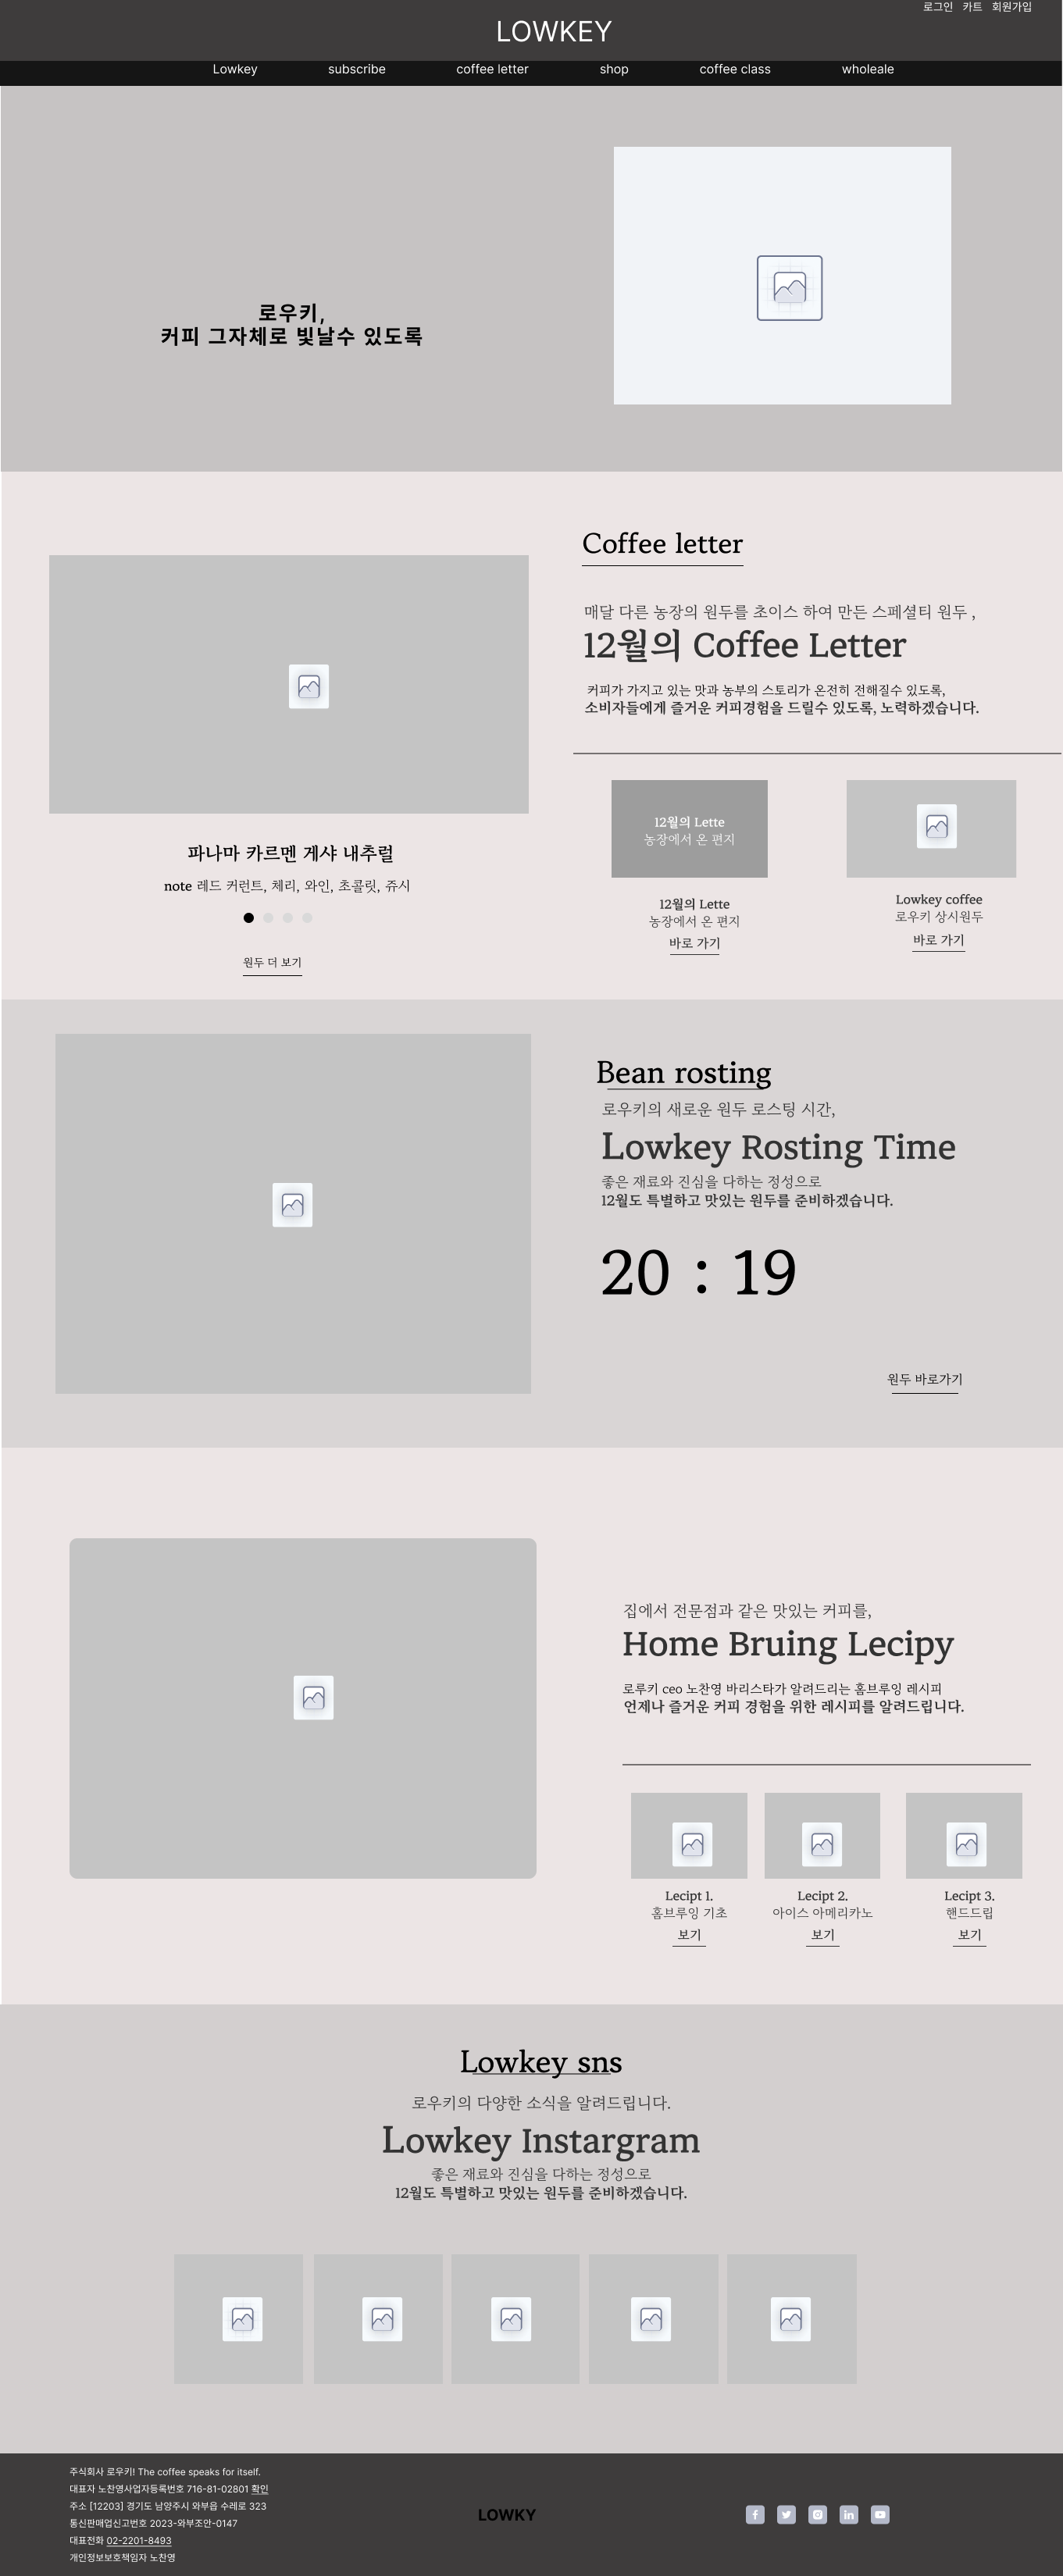 로그인 카트 회원가입
LOWKEY
Lowkey subscribe coffee letter shop coffee class wholeale
로우키,
커피 그자체로 빛날수 있도록
Coffee letter
매달 다른 농장의 원두를 초이스 하여 만든 스페셜티 원두 ,
12월의 Coffee Letter
커피가 가지고 있는 맛과 농부의 스토리가 온전히 전해질수 있도록,
소비자들에게 즐거운 커피경험을 드릴수 있도록, 노력하겠습니다.
파나마 카르멘 게샤 내추럴
note 레드 커런트, 체리, 와인, 초콜릿, 쥬시
원두 더 보기
12월의 Lette
농장에서 온 편지
12월의 Lette
농장에서 온 편지
바로 가기
Lowkey coffee
로우키 상시원두
바로 가기
Bean rosting
로우키의 새로운 원두 로스팅 시간,
Lowkey Rosting Time
좋은 재료와 진심을 다하는 정성으로
12월도 특별하고 맛있는 원두를 준비하겠습니다.
20 : 19
원두 바로가기
집에서 전문점과 같은 맛있는 커피를,
Home Bruing Lecipy
로루키 ceo 노찬영 바리스타가 알려드리는 홈브루잉 레시피
언제나 즐거운 커피 경험을 위한 레시피를 알려드립니다.
Lecipt 1.
홈브루잉 기초
보기
Lecipt 2.
아이스 아메리카노
보기
Lecipt 3.
핸드드립
보기
Lowkey sns
로우키의 다양한 소식을 알려드립니다.
Lowkey Instargram
좋은 재료와 진심을 다하는 정성으로
12월도 특별하고 맛있는 원두를 준비하겠습니다.
주식회사 로우키! The coffee speaks for itself.
대표자 노찬영사업자등록번호 716-81-02801 확인
주소 [12203] 경기도 남양주시 와부읍 수레로 323
통신판매업신고번호 2023-와부조안-0147
대표전화 02-2201-8493
개인정보보호책임자 노찬영
LOWKY